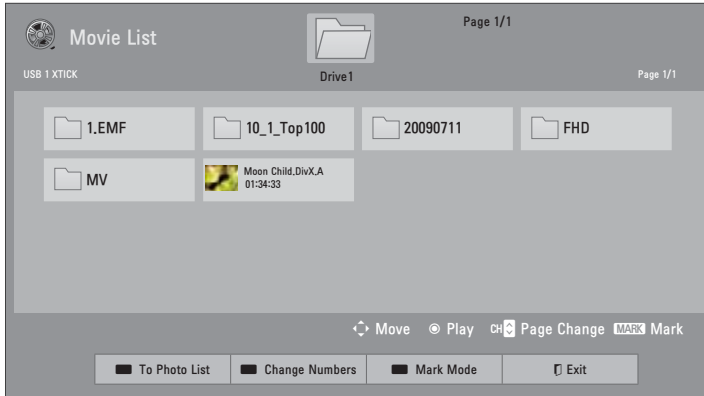 Page 1/1
Movie List
USB 1 XTICK
Drive1
Page 1/1
1.EMF
10_1_Top100
20090711
FHD
MV
Moon Child.DivX.A
01:34:33
Move
Play
CH Page Change
MARK Mark
To Photo List
Change Numbers
Mark Mode
Exit